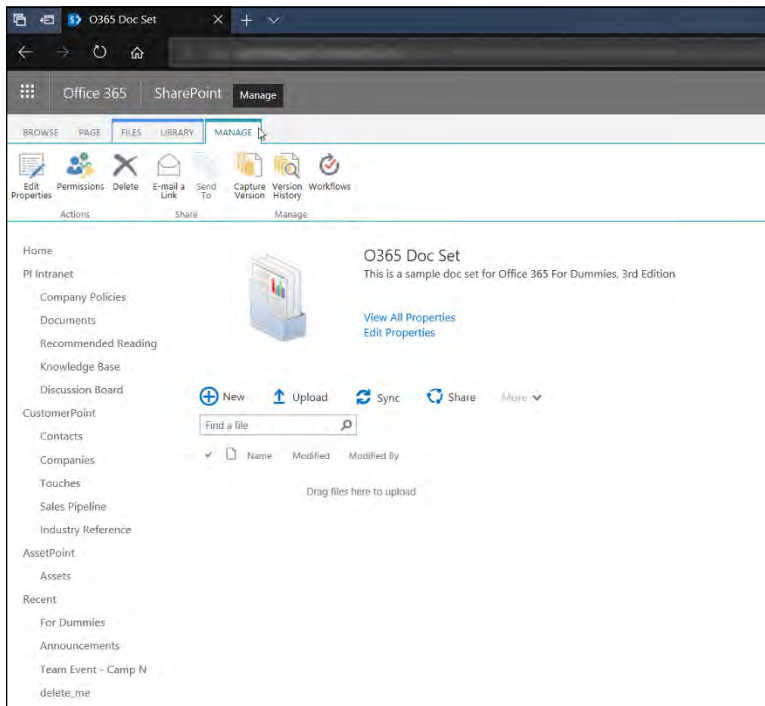 O365 Doc Set
Office 365 SharePoint Manage
BROWSE PAGE FILES LIBRARY MANAGE
Edit Properties Permissions Delete E-mail a Link Send To Capture Version Version History Workflows
Actions Share Manage
Home
PI Intranet
Company Policies
Documents
Recommended Reading
Knowledge Base
Discussion Board
CustomerPoint
Contacts
Companies
Touches
Sales Pipeline
Industry Reference
AssetPoint
Assets
Recent
For Dummies
Announcements
Team Event - Camp N
delete_me
O365 Doc Set
This is a sample doc set for Office 365 For Dummies, 3rd Edition
View All Properties
Edit Properties
New Upload Sync Share More
Find a file
Name Modified Modified By
Drag files here to upload